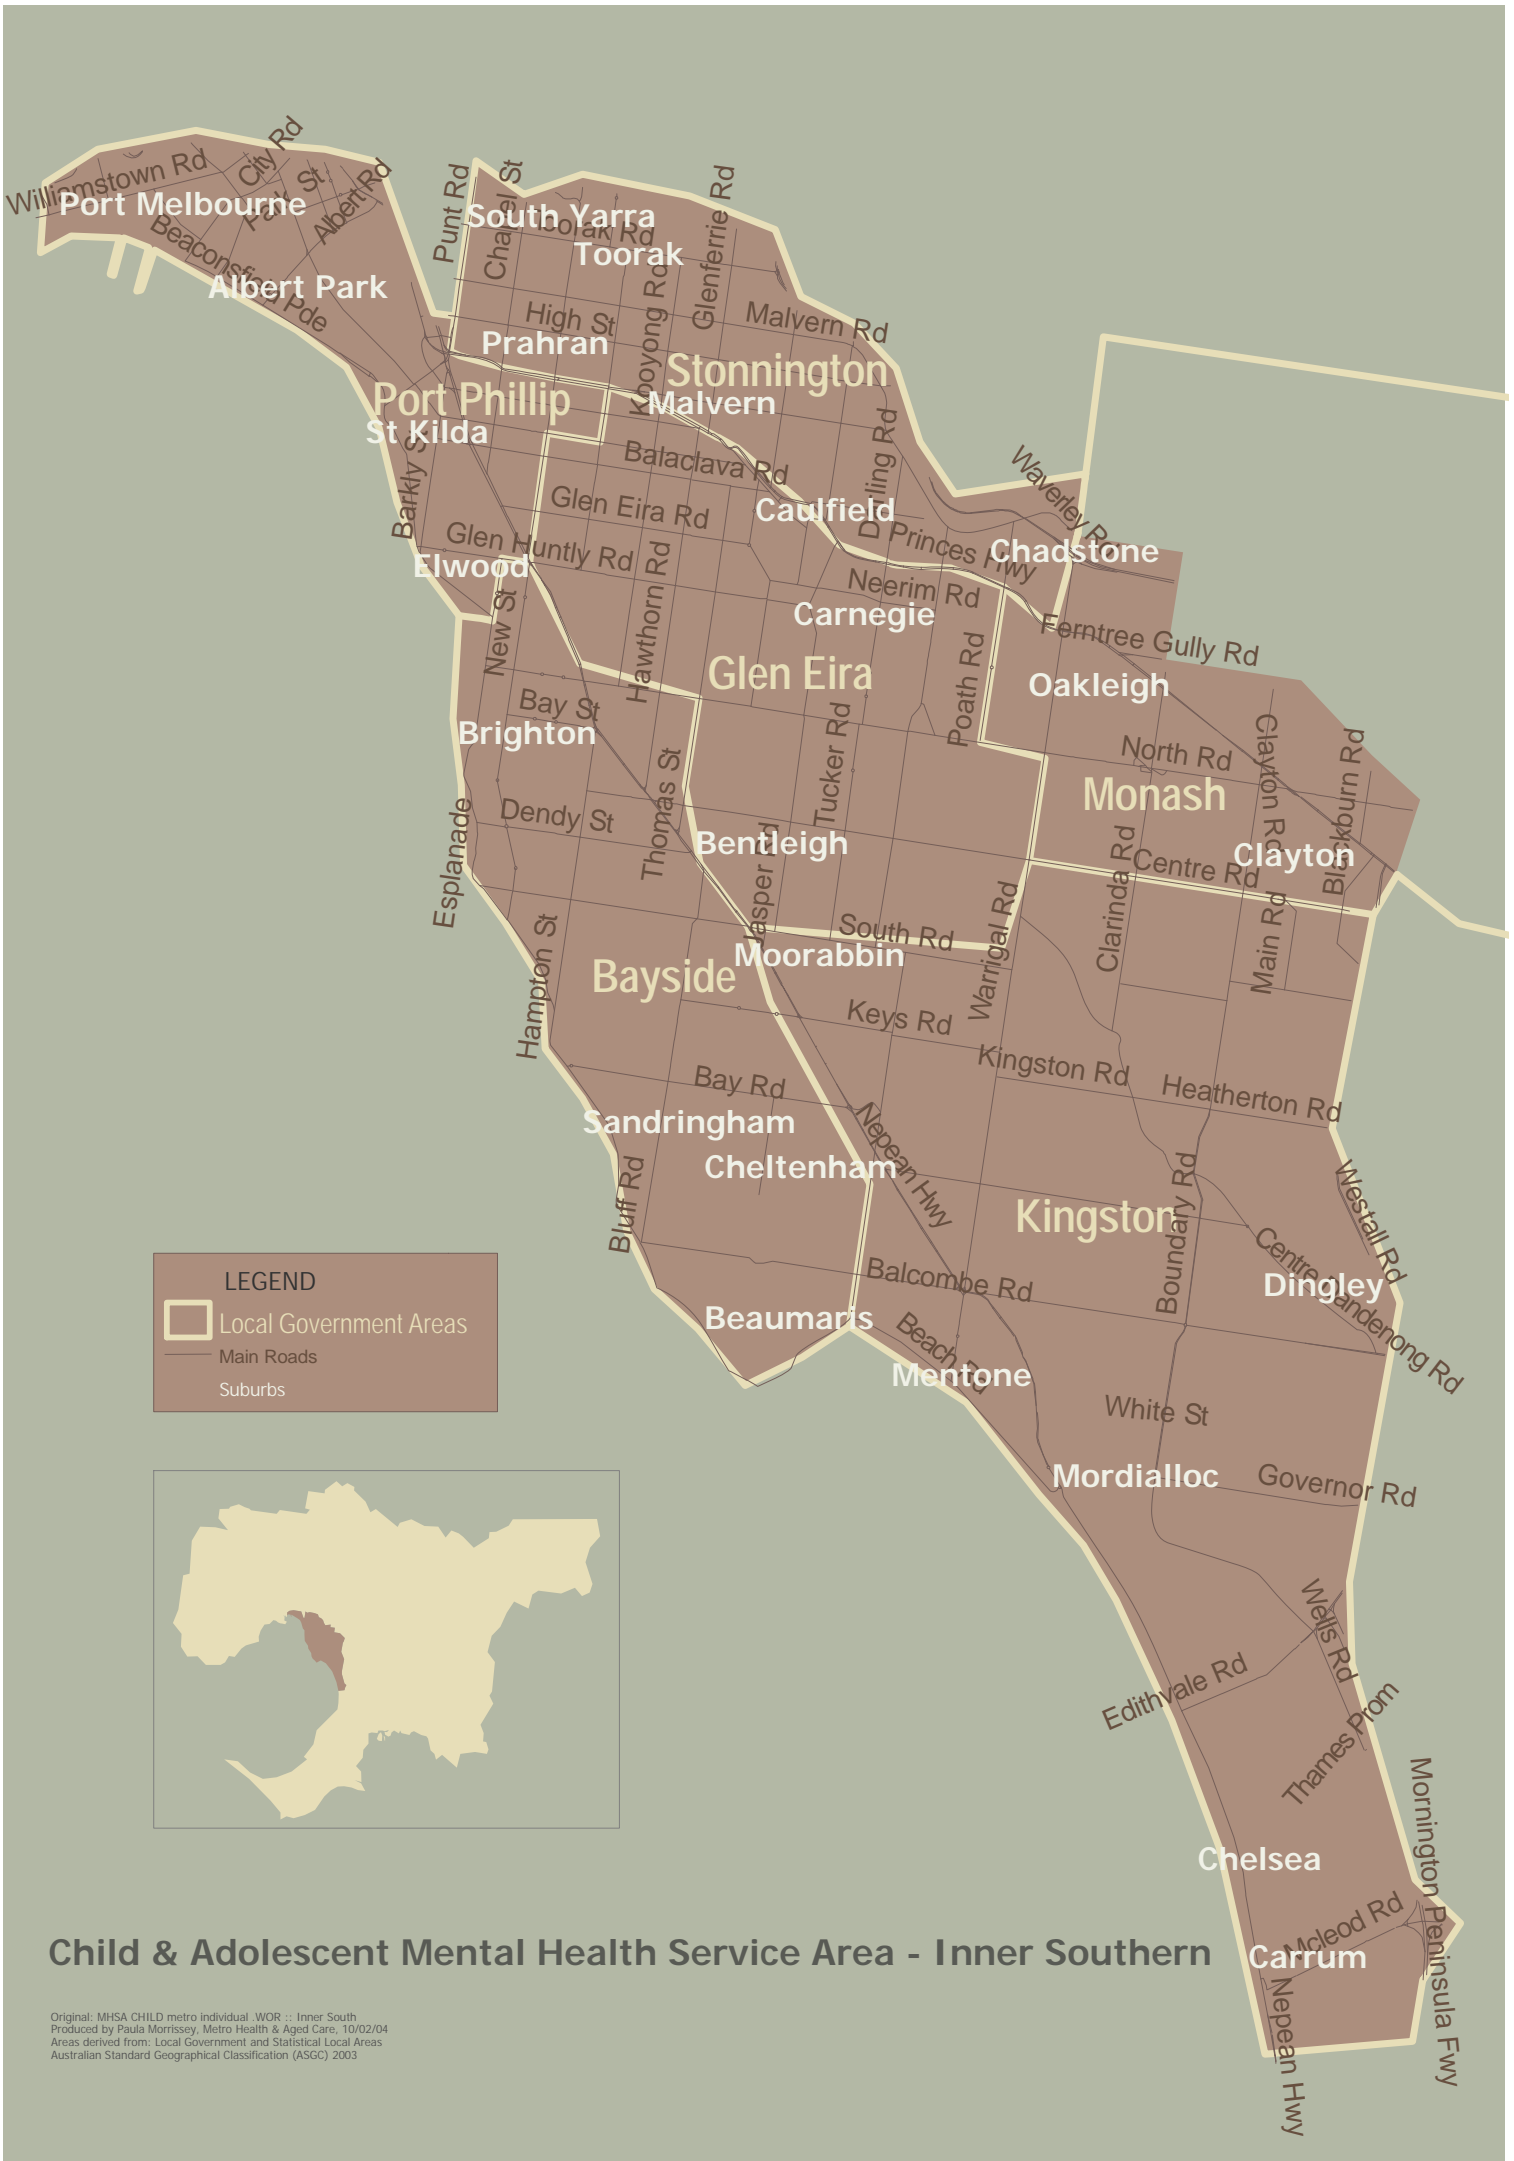 Williamstown Rd
City Rd
Park St
Albert Rd
Port Melbourne
Beaconsfield Pde
Albert Park
Punt Rd
Chapel St
South Yarra
Toorak Rd
Toorak
Glenferrie Rd
Kooyong Rd
High St
Malvern Rd
Prahran
Stonnington
Port Phillip
Malvern
St Kilda
Barkly St
Balaclava Rd
Darling Rd
Waverley Rd
Glen Eira Rd
Caulfield
Glen Huntly Rd
Princes Hwy
Chadstone
Elwood
Neerim Rd
Carnegie
New St
Hawthorn Rd
Ferntree Gully Rd
Poath Rd
Glen Eira
Oakleigh
Bay St
Brighton
Tucker Rd
North Rd
Clayton Rd
Blackburn Rd
Monash
Thomas St
Dendy St
Esplanade
Bentleigh
Jasper Rd
Clarinda Rd
Centre Rd
Clayton
Main Rd
Warrigal Rd
South Rd
Moorabbin
Bayside
Hampton St
Keys Rd
Kingston Rd
Heatherton Rd
Bay Rd
Sandringham
Nepean Hwy
Cheltenham
Bluff Rd
Boundary Rd
Westall Rd
Kingston
Centre Dandenong Rd
Dingley
Balcombe Rd
Beaumaris
Beach Rd
Mentone
White St
Mordialloc
Governor Rd
Wells Rd
Edithvale Rd
Thames Prom
Mornington Peninsula Fwy
Chelsea
Mcleod Rd
Carrum
Nepean Hwy
LEGEND
Local Government Areas
Main Roads
Suburbs
Child & Adolescent Mental Health Service Area - Inner Southern
Original: MHSA CHILD metro individual .WOR :: Inner South
Produced by Paula Morrissey, Metro Health & Aged Care, 10/02/04
Areas derived from: Local Government and Statistical Local Areas
Australian Standard Geographical Classification (ASGC) 2003